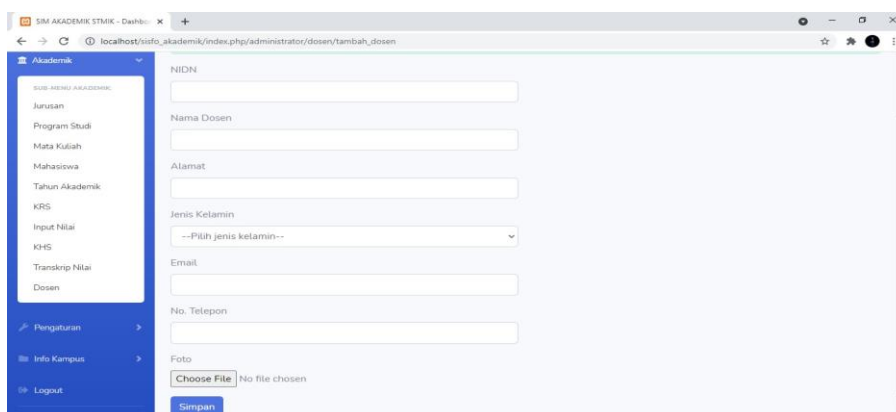 SIM AKADEMIK STMIK - Dashbo
localhost/sisfo_akademik/index.php/administrator/dosen/tambah_dosen
Akademik
SUB-MENU AKADEMIK
Jurusan
Program Studi
Mata Kuliah
Mahasiswa
Tahun Akademik
KRS
Input Nilai
KHS
Transkrip Nilai
Dosen
Pengaturan
Info Kampus
Logout
NIDN
Nama Dosen
Alamat
Jenis Kelamin
--Pilih jenis kelamin--
Email
No. Telepon
Foto
Choose File No file chosen
Simpan